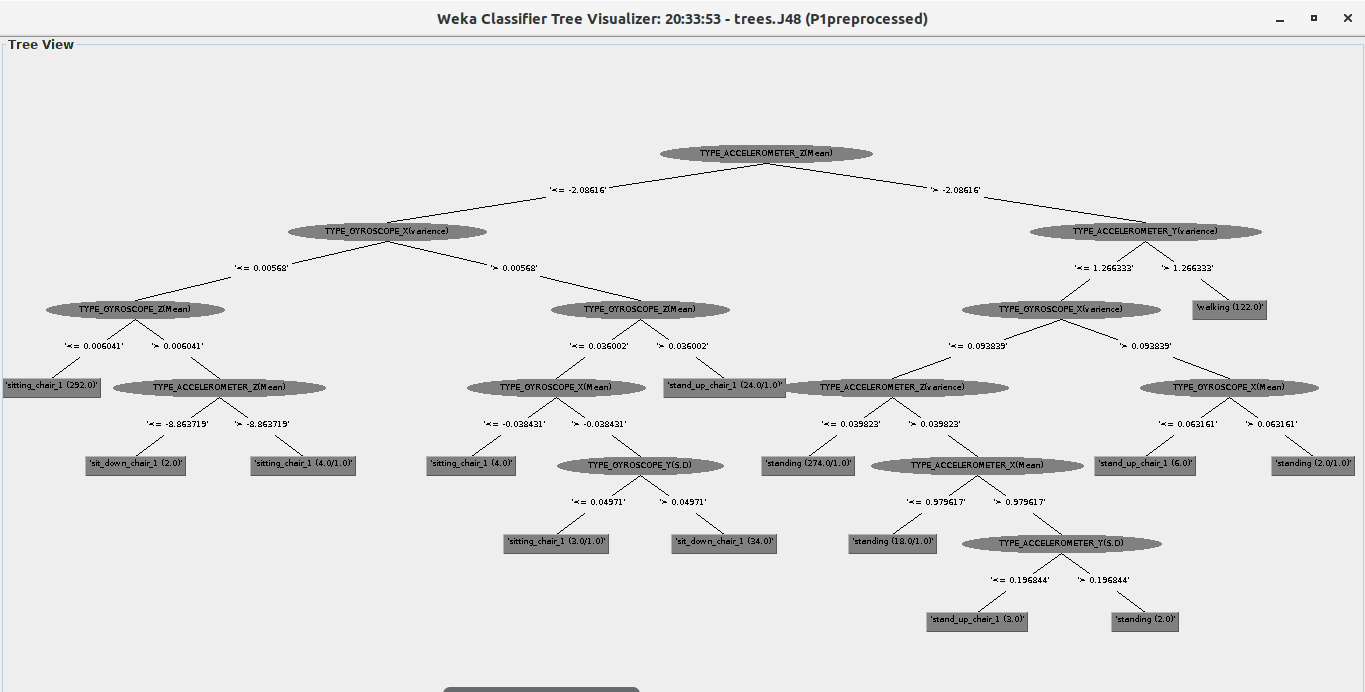 Weka Classifier Tree Visualizer: 20:33:53 - trees.J48 (P1preprocessed)
Tree View
TYPE_ACCELEROMETER_Z(Mean)
'<= -2.08616' '> -2.08616'
TYPE_GYROSCOPE_X(varience) TYPE_ACCELEROMETER_Y(varience)
'<= 0.00568' '> 0.00568' '<= 1.266333' '> 1.266333'
TYPE_GYROSCOPE_Z(Mean) TYPE_GYROSCOPE_Z(Mean) TYPE_GYROSCOPE_X(varience) 'Walking (122.0)'
'<= 0.006041' '> 0.006041' '<= 0.036002' '> 0.036002' '<= 0.093839' '> 0.093839'
'sitting_chair_1 (292.0)' TYPE_ACCELEROMETER_Z(Mean) TYPE_GYROSCOPE_X(Mean) 'stand_up_chair_1 (24.0/1.0)' TYPE_ACCELEROMETER_Z(varience) TYPE_GYROSCOPE_X(Mean)
'<= -8.863719' '> -8.863719' '<= -0.038431' '> -0.038431' '<= 0.039823' '> 0.039823' '<= 0.063161' '> 0.063161'
'sit_down_chair_1 (2.0)' 'sitting_chair_1 (4.0/1.0)' 'sitting_chair_1 (4.0)' TYPE_GYROSCOPE_Y(S.D) 'standing (274.0/1.0)' TYPE_ACCELEROMETER_X(Mean) 'stand_up_chair_1 (6.0)' 'standing (2.0/1.0)'
'<= 0.04971' '> 0.04971' '<= 0.979617' '> 0.979617'
'sitting_chair_1 (3.0/1.0)' 'sit_down_chair_1 (34.0)' 'standing (18.0/1.0)' TYPE_ACCELEROMETER_Y(S.D)
'<= 0.196844' '> 0.196844'
'stand_up_chair_1 (3.0)' 'standing (2.0)'